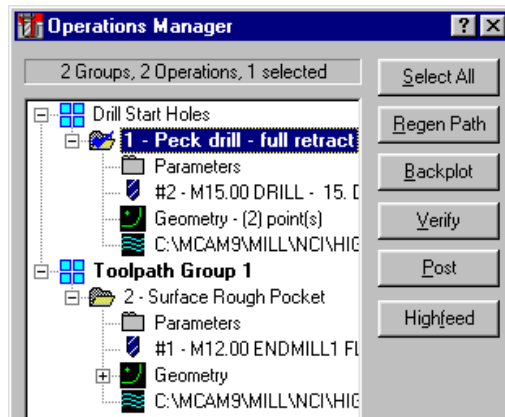 Operations Manager
2 Groups, 2 Operations, 1 selected
Select All
Regen Path
Backplot
Verify
Post
Highfeed
Drill Start Holes
1 - Peck drill - full retract
Parameters
#2 - M15.00 DRILL - 15.
Geometry - (2) point(s)
C:\MCAM9\MILL\NCI\HIG
Toolpath Group 1
2 - Surface Rough Pocket
Parameters
#1 - M12.00 ENDMILL1 FL
Geometry
C:\MCAM9\MILL\NCI\HIG